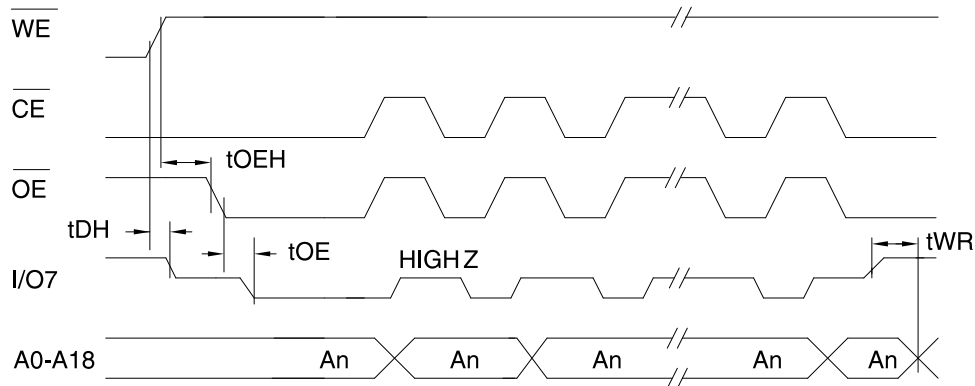 WE
CE
tOEH
OE
tDH
tOE
tWR
HIGH Z
I/O7
A0-A18 An An An An An